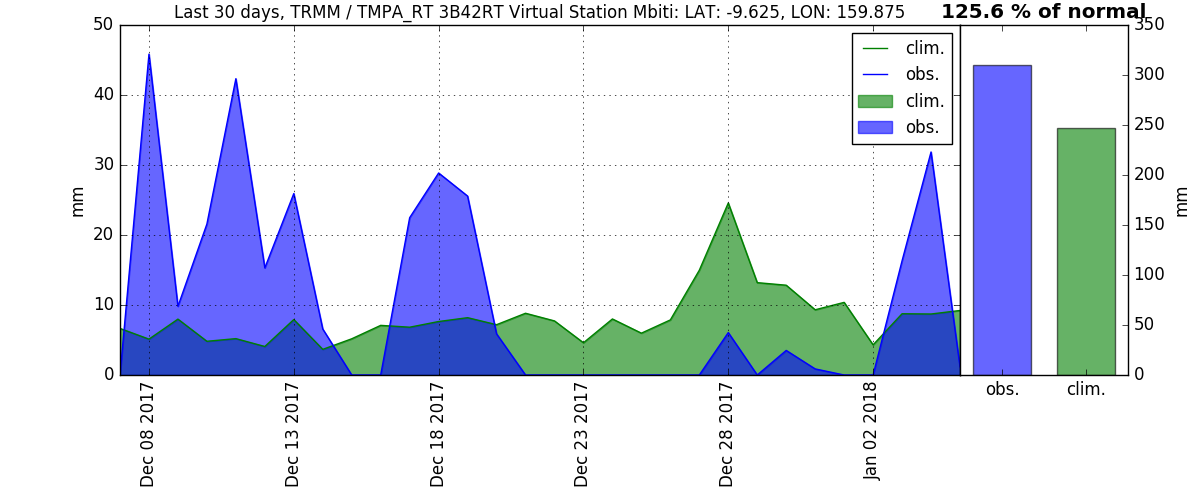 Last 30 days, TRMM / TMPA_RT 3B42RT Virtual Station Mbiti: LAT: -9.625, LON: 159.875
125.6 % of normal
50
40
30
20
10
0
mm
clim.
obs.
clim.
obs.
350
300
250
200
150
100
50
0
mm
obs.
clim.
Dec 08 2017
Dec 13 2017
Dec 18 2017
Dec 23 2017
Dec 28 2017
Jan 02 2018